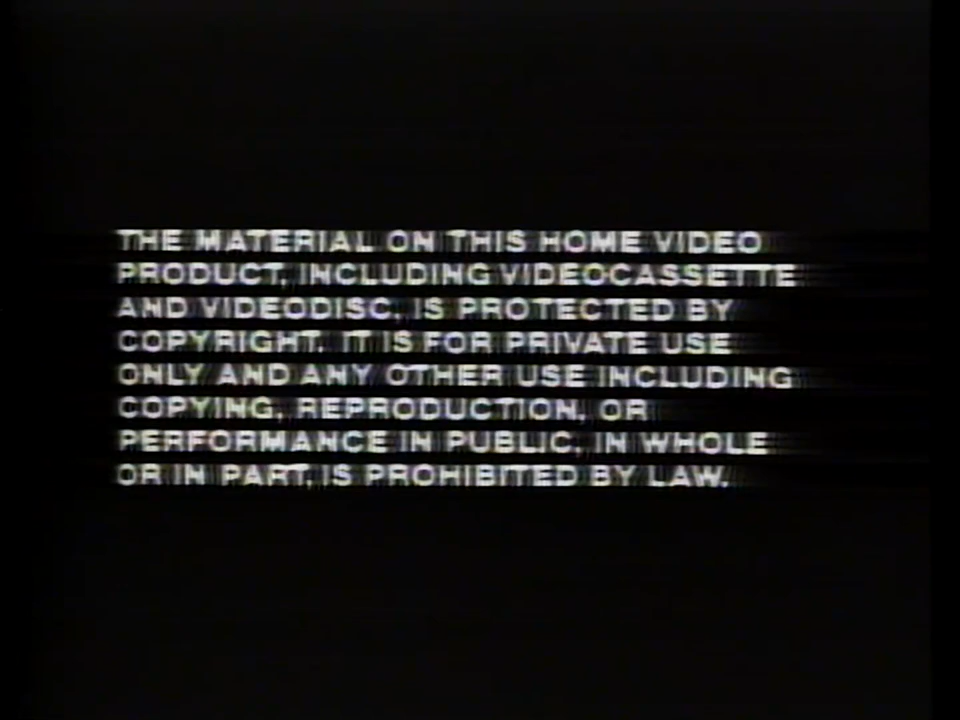 THE MATERIAL ON THIS HOME VIDEO
PRODUCT, INCLUDING VIDEOCASSETTE
AND VIDEODISC, IS PROTECTED BY
COPYRIGHT. IT IS FOR PRIVATE USE
ONLY AND ANY OTHER USE INCLUDING
COPYING, REPRODUCTION, OR
PERFORMANCE IN PUBLIC, IN WHOLE
OR IN PART, IS PROHIBITED BY LAW.